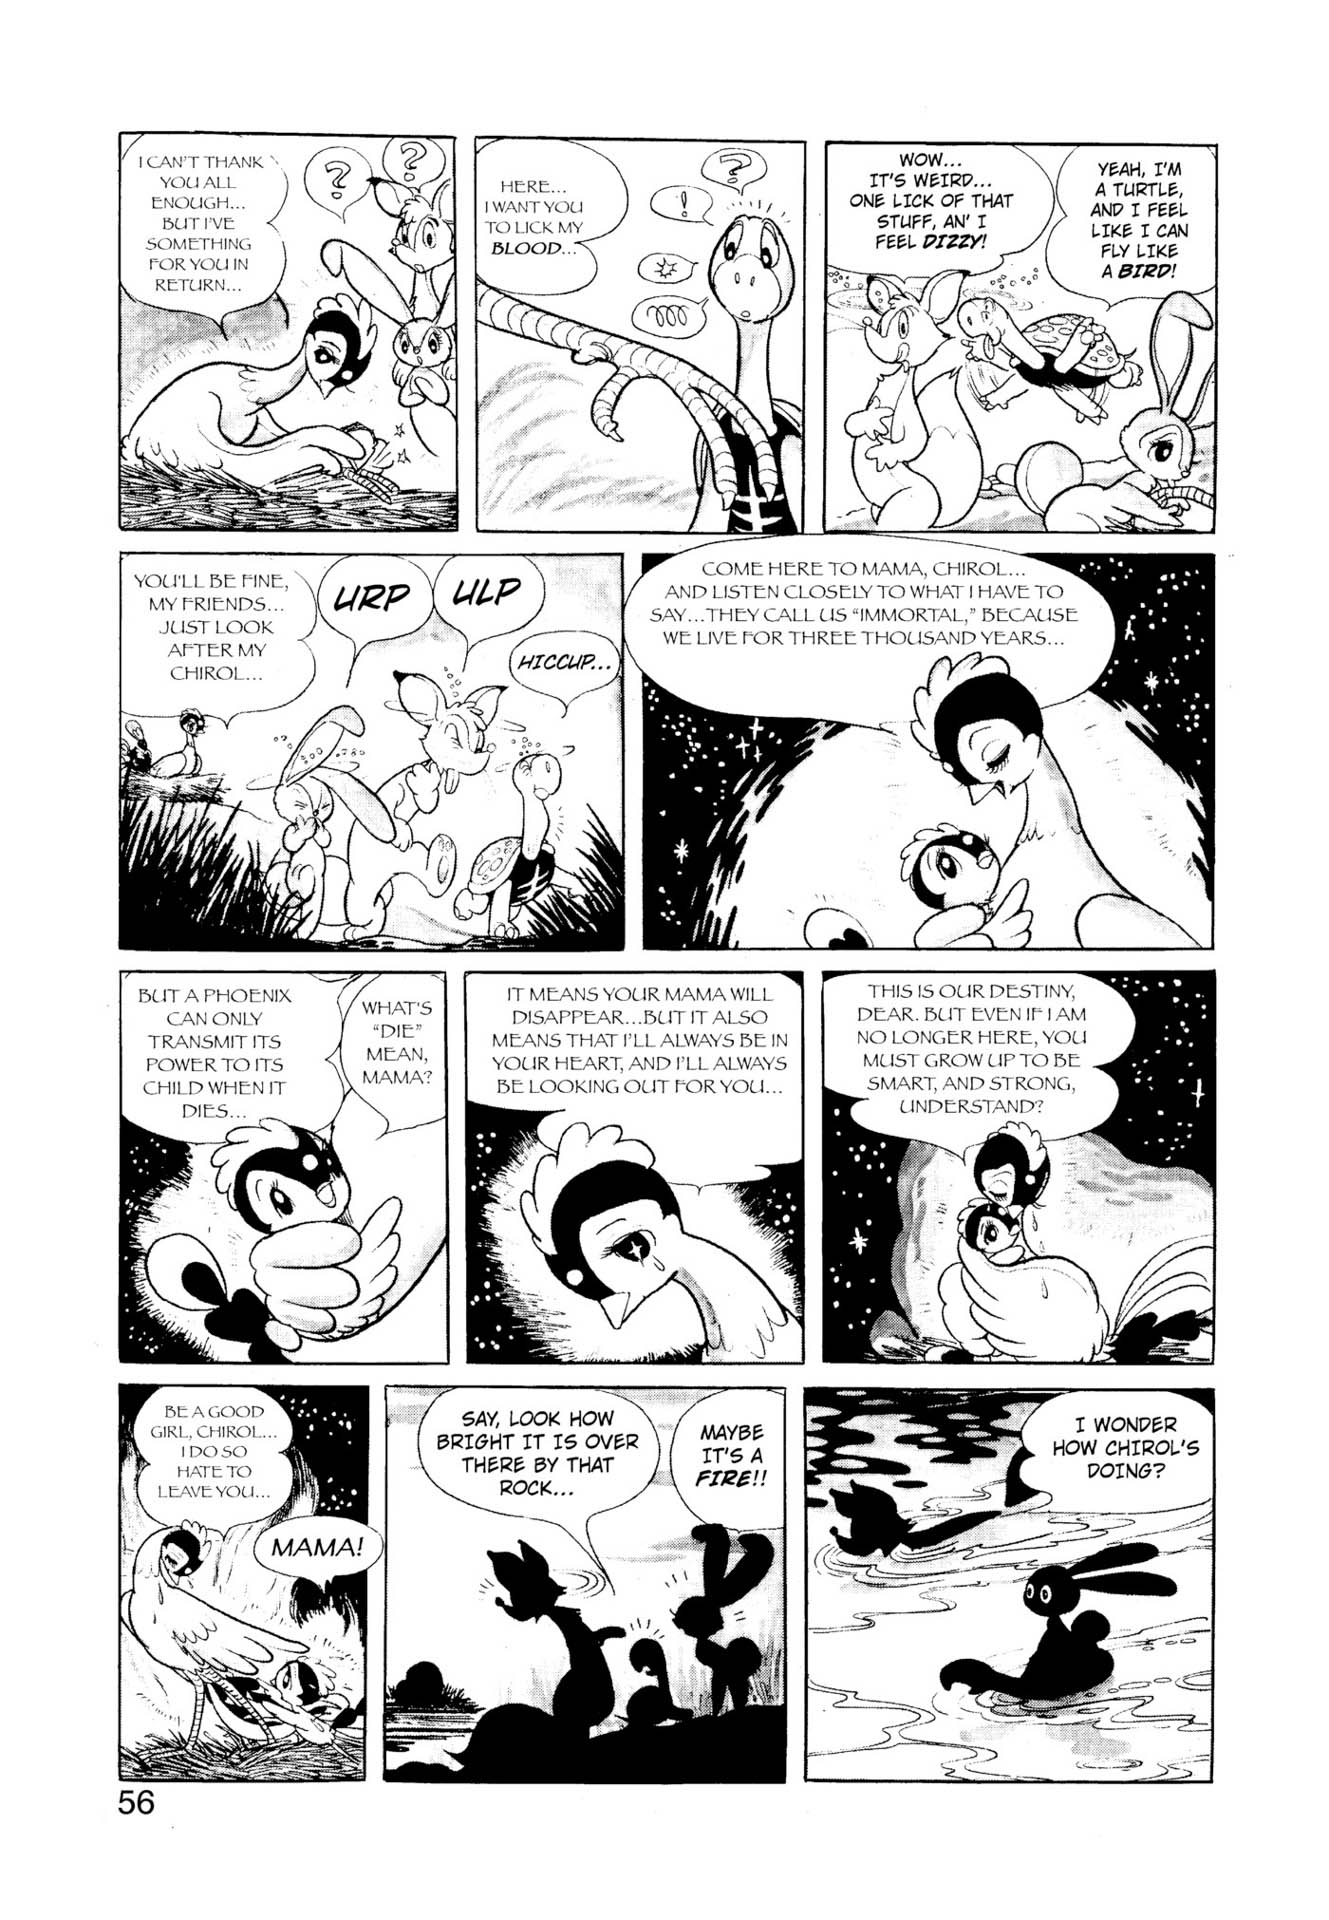 I CAN'T THANK
YOU ALL
ENOUGH...
BUT I'VE
SOMETHING
FOR YOU IN
RETURN...
?
?
HERE...
I WANT YOU
TO LICK MY
BLOOD...
?
!
WOW...
IT'S WEIRD...
ONE LICK OF THAT
STUFF, AN' I
FEEL DIZZY!
YEAH, I'M
A TURTLE,
AND I FEEL
LIKE I CAN
FLY LIKE
A BIRD!
YOU'LL BE FINE,
MY FRIENDS...
JUST LOOK
AFTER MY
CHIROL...
URP
ULP
HICCUP...
COME HERE TO MAMA, CHIROL...
AND LISTEN CLOSELY TO WHAT I HAVE TO
SAY...THEY CALL US "IMMORTAL," BECAUSE
WE LIVE FOR THREE THOUSAND YEARS...
BUT A PHOENIX
CAN ONLY
TRANSMIT ITS
POWER TO ITS
CHILD WHEN IT
DIES...
WHAT'S
"DIE"
MEAN,
MAMA?
IT MEANS YOUR MAMA WILL
DISAPPEAR...BUT IT ALSO
MEANS THAT I'LL ALWAYS BE IN
YOUR HEART, AND I'LL ALWAYS
BE LOOKING OUT FOR YOU...
THIS IS OUR DESTINY,
DEAR. BUT EVEN IF I AM
NO LONGER HERE, YOU
MUST GROW UP TO BE
SMART, AND STRONG,
UNDERSTAND?
BE A GOOD
GIRL, CHIROL...
I DO SO
HATE TO
LEAVE YOU...
MAMA!
SAY, LOOK HOW
BRIGHT IT IS OVER
THERE BY THAT
ROCK...
MAYBE
IT'S A
FIRE!!
I WONDER
HOW CHIROL'S
DOING?
56